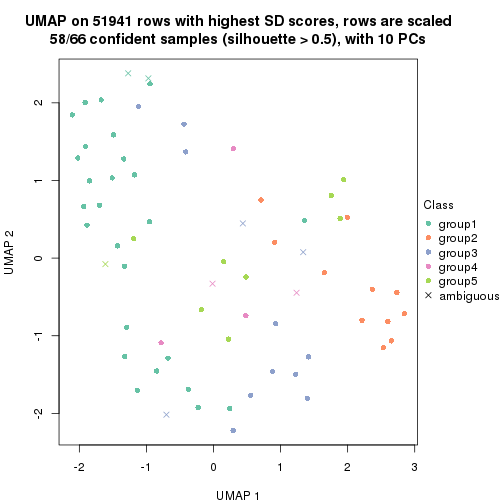 UMAP on 51941 rows with highest SD scores, rows are scaled
58/66 confident samples (silhouette > 0.5), with 10 PCs
2
1
0
-1
-2
UMAP 2
-2
-1
0
1
2
3
UMAP 1
Class
group1
group2
group3
group4
group5
ambiguous